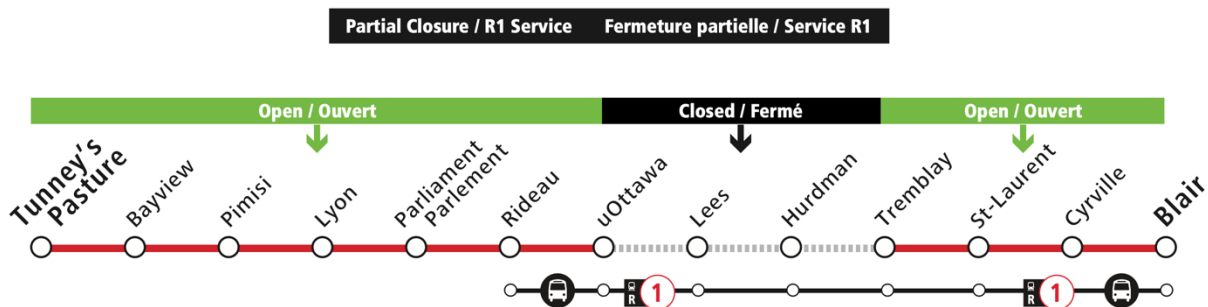 Partial Closure / R1 Service Fermeture partielle / Service R1
Open / Ouvert
Closed / Fermé
Open / Ouvert
Tunney's
Pasture
Bayview
Pimisi
Lyon
Parliament
Parlement
Rideau
uOttawa
Lees
Hurdman
Tremblay
St-Laurent
Cyrville
Blair
R 1
R 1